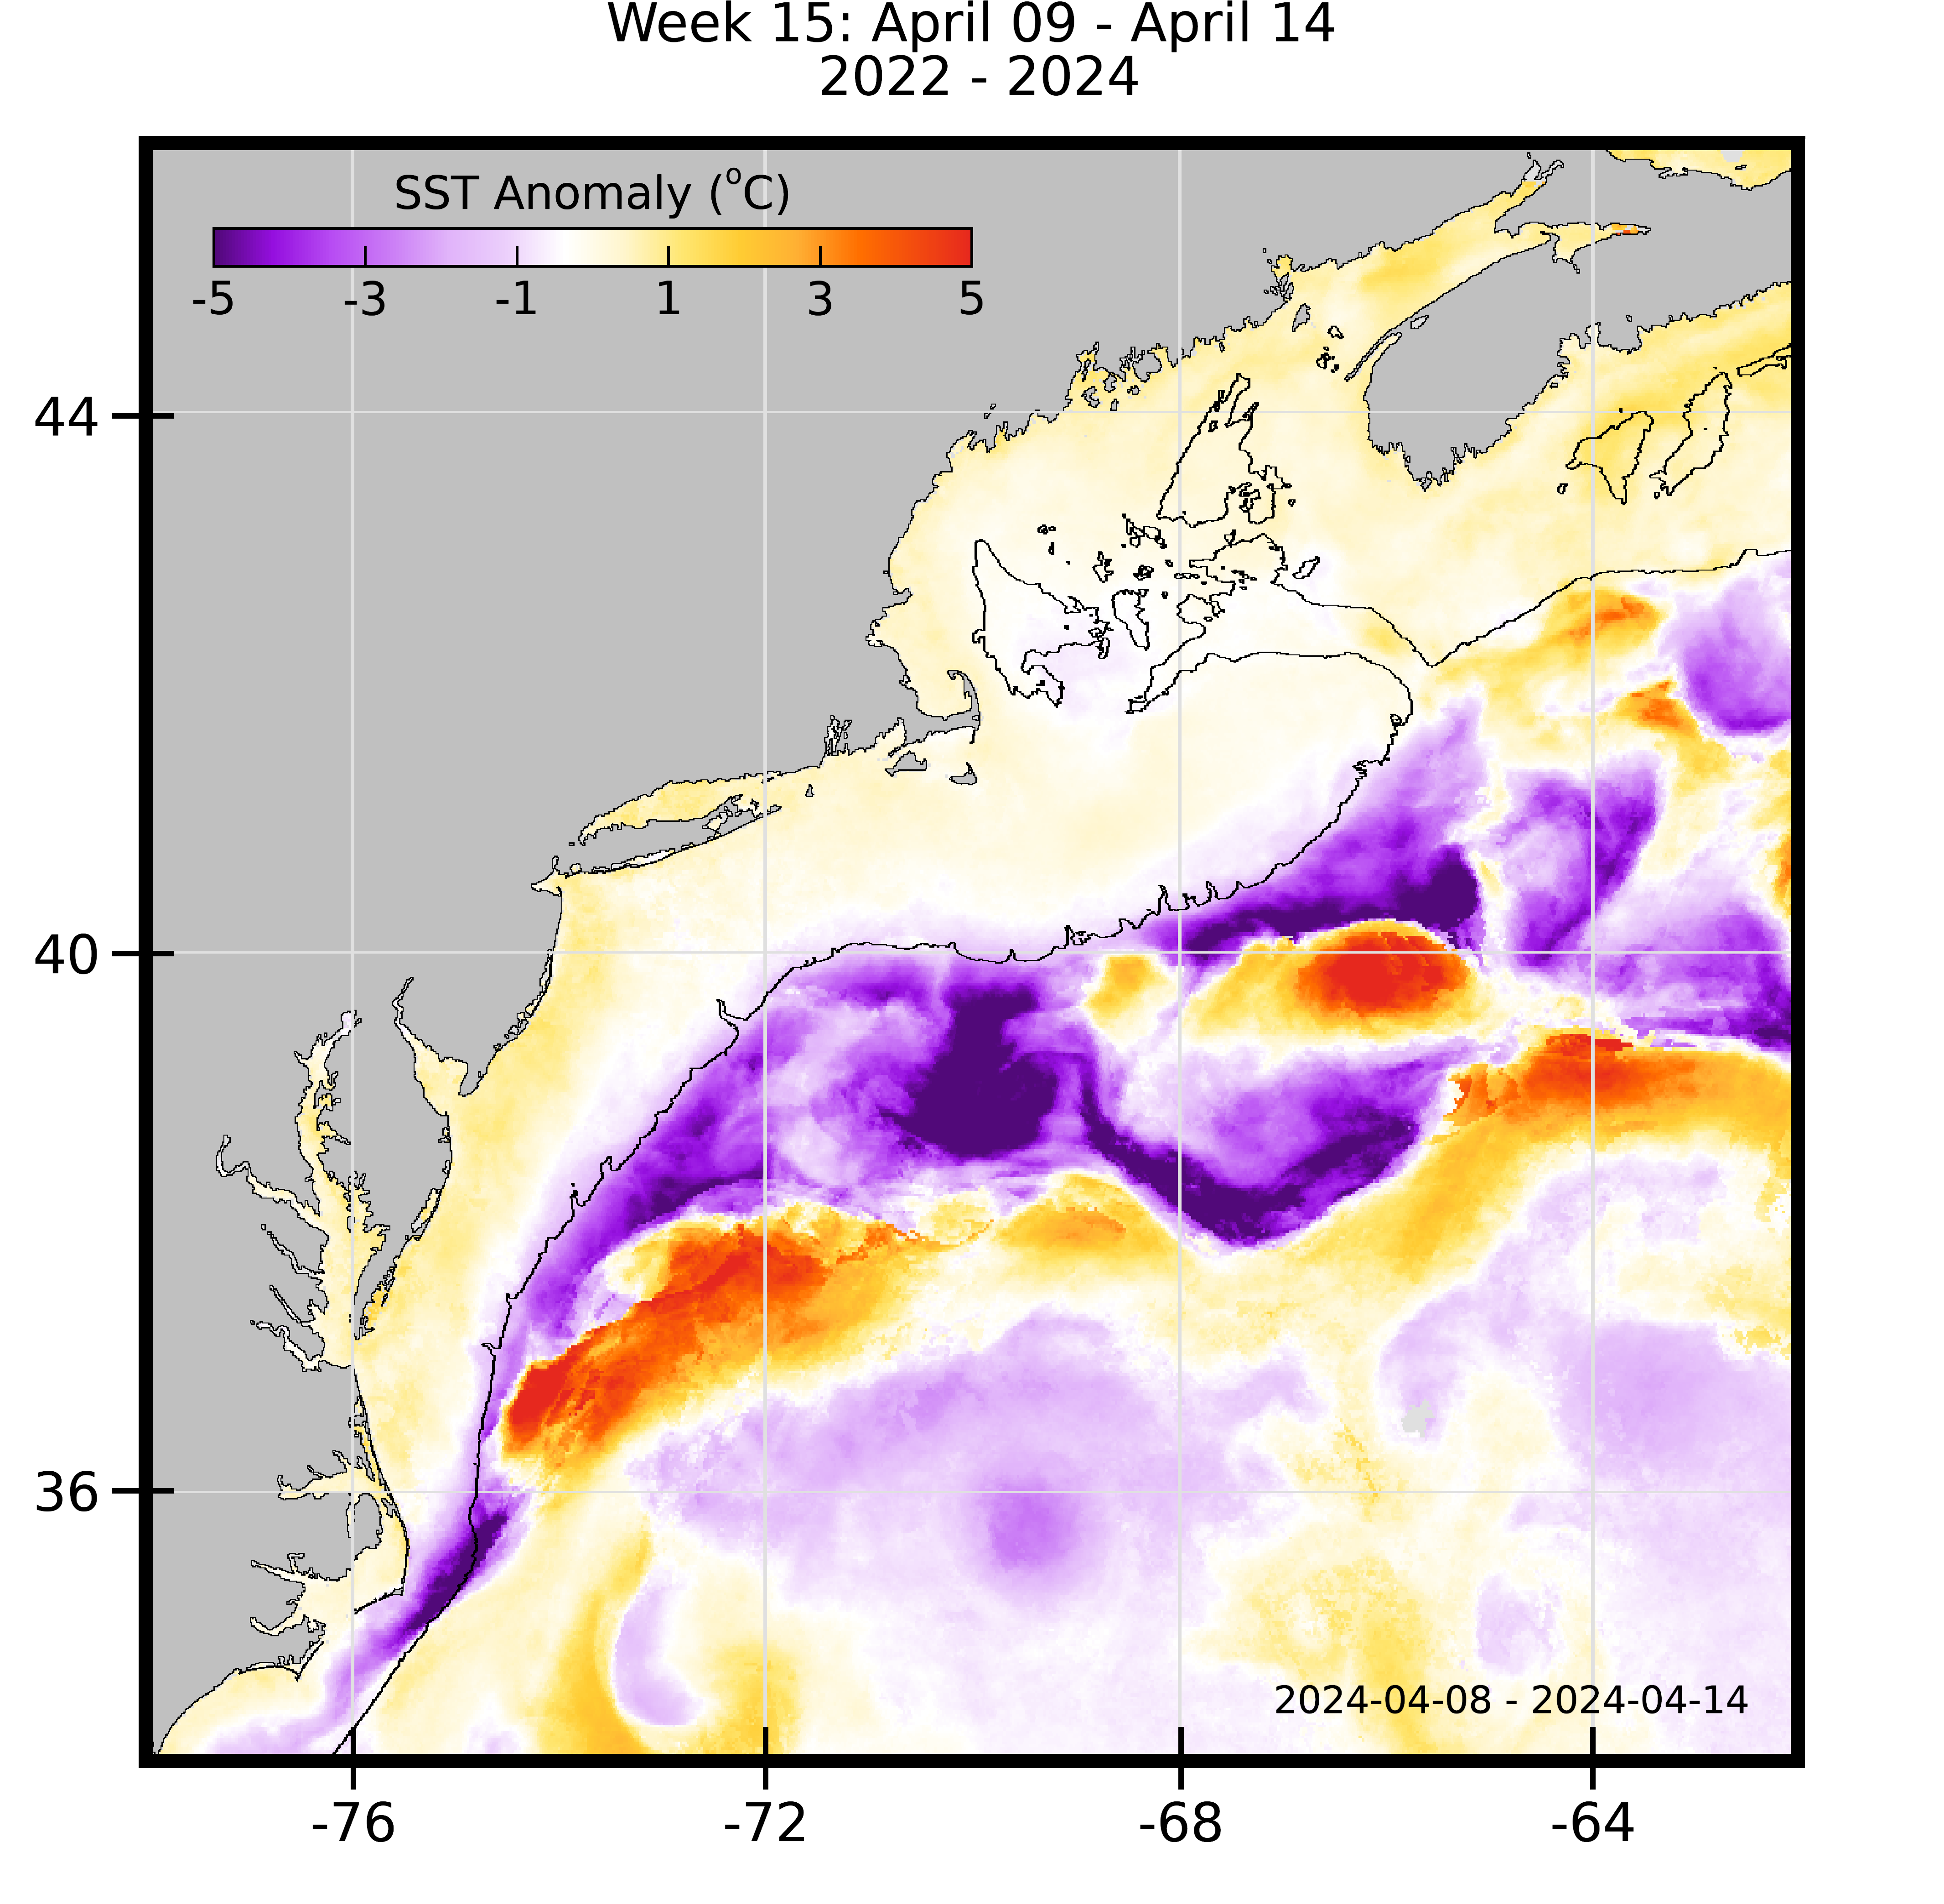 Week 15: April 09 - April 14
2022 - 2024
SST Anomaly (°C)
-5 -3 -1 1 3 5
44
40
36
2024-04-08 - 2024-04-14
-76 -72 -68 -64